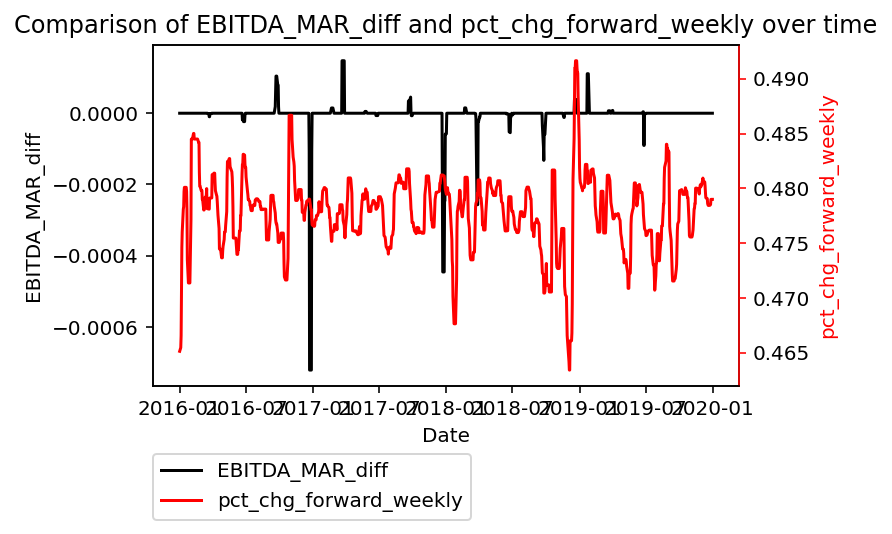 Comparison of EBITDA_MAR_diff and pct_chg_forward_weekly over time
EBITDA_MAR_diff
0.0000
−0.0002
−0.0004
−0.0006
0.490
0.485
0.480
0.475
0.470
0.465
pct_chg_forward_weekly
2016-01 2016-07 2017-01 2017-07 2018-01 2018-07 2019-01 2019-07 2020-01
Date
EBITDA_MAR_diff
pct_chg_forward_weekly